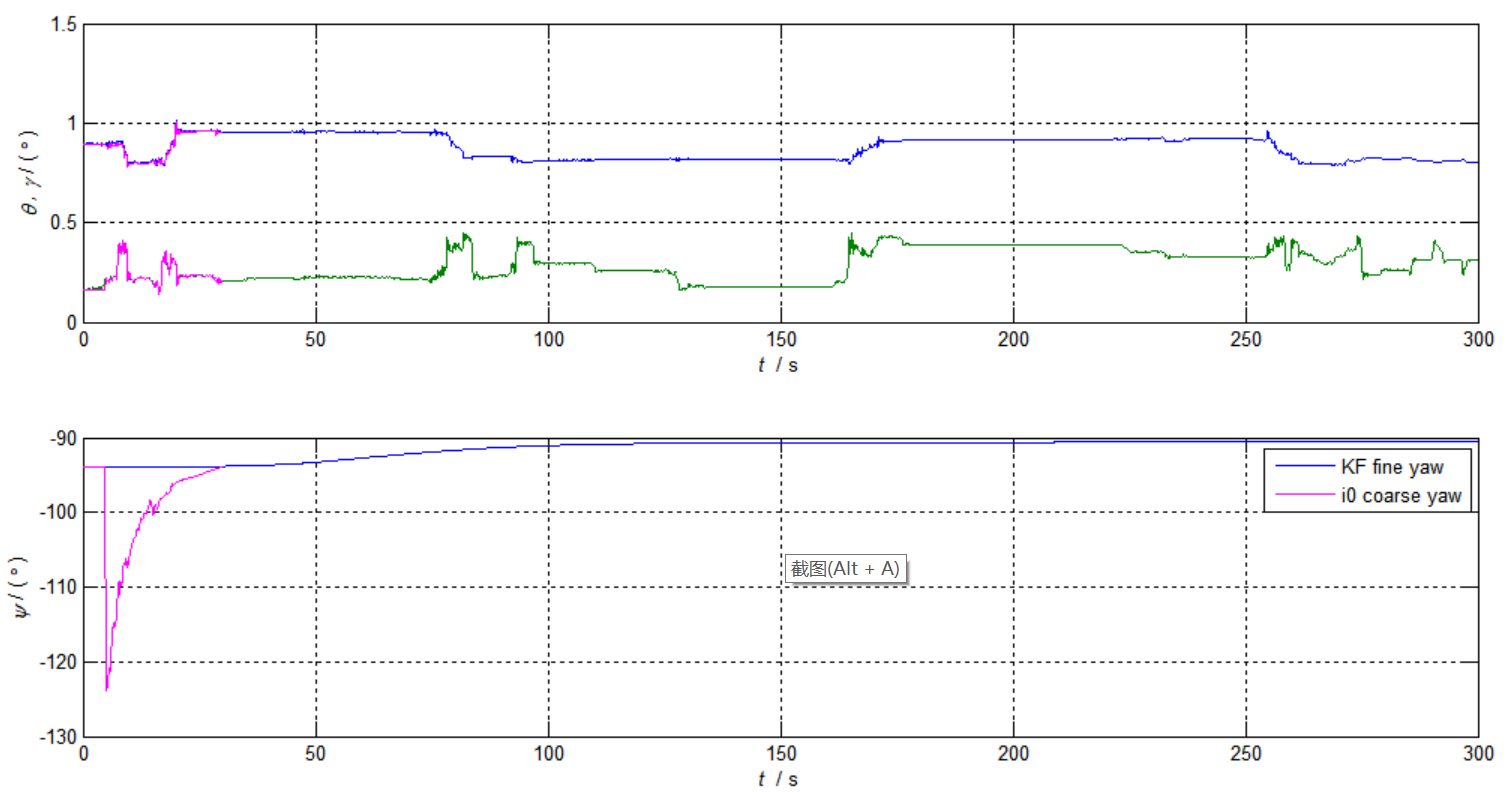 1.5
1
0.5
0
θ, γ / ( ° )
0 50 100 150 200 250 300
t / s
-90
-100
-110
-120
-130
ψ / ( ° )
KF fine yaw
i0 coarse yaw
截图(Alt + A)
0 50 100 150 200 250 300
t / s